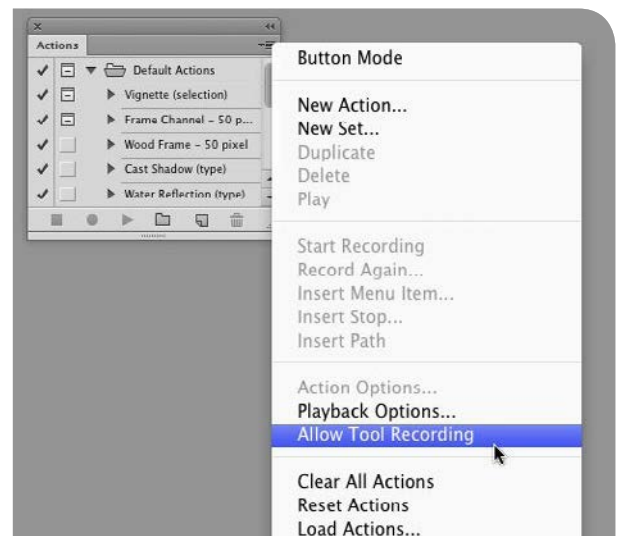 Actions
Default Actions
Vignette (selection)
Frame Channel - 50 p...
Wood Frame - 50 pixel
Cast Shadow (type)
Water Reflection (type)
Button Mode
New Action...
New Set...
Duplicate
Delete
Play
Start Recording
Record Again...
Insert Menu Item...
Insert Stop...
Insert Path
Action Options...
Playback Options...
Allow Tool Recording
Clear All Actions
Reset Actions
Load Actions...